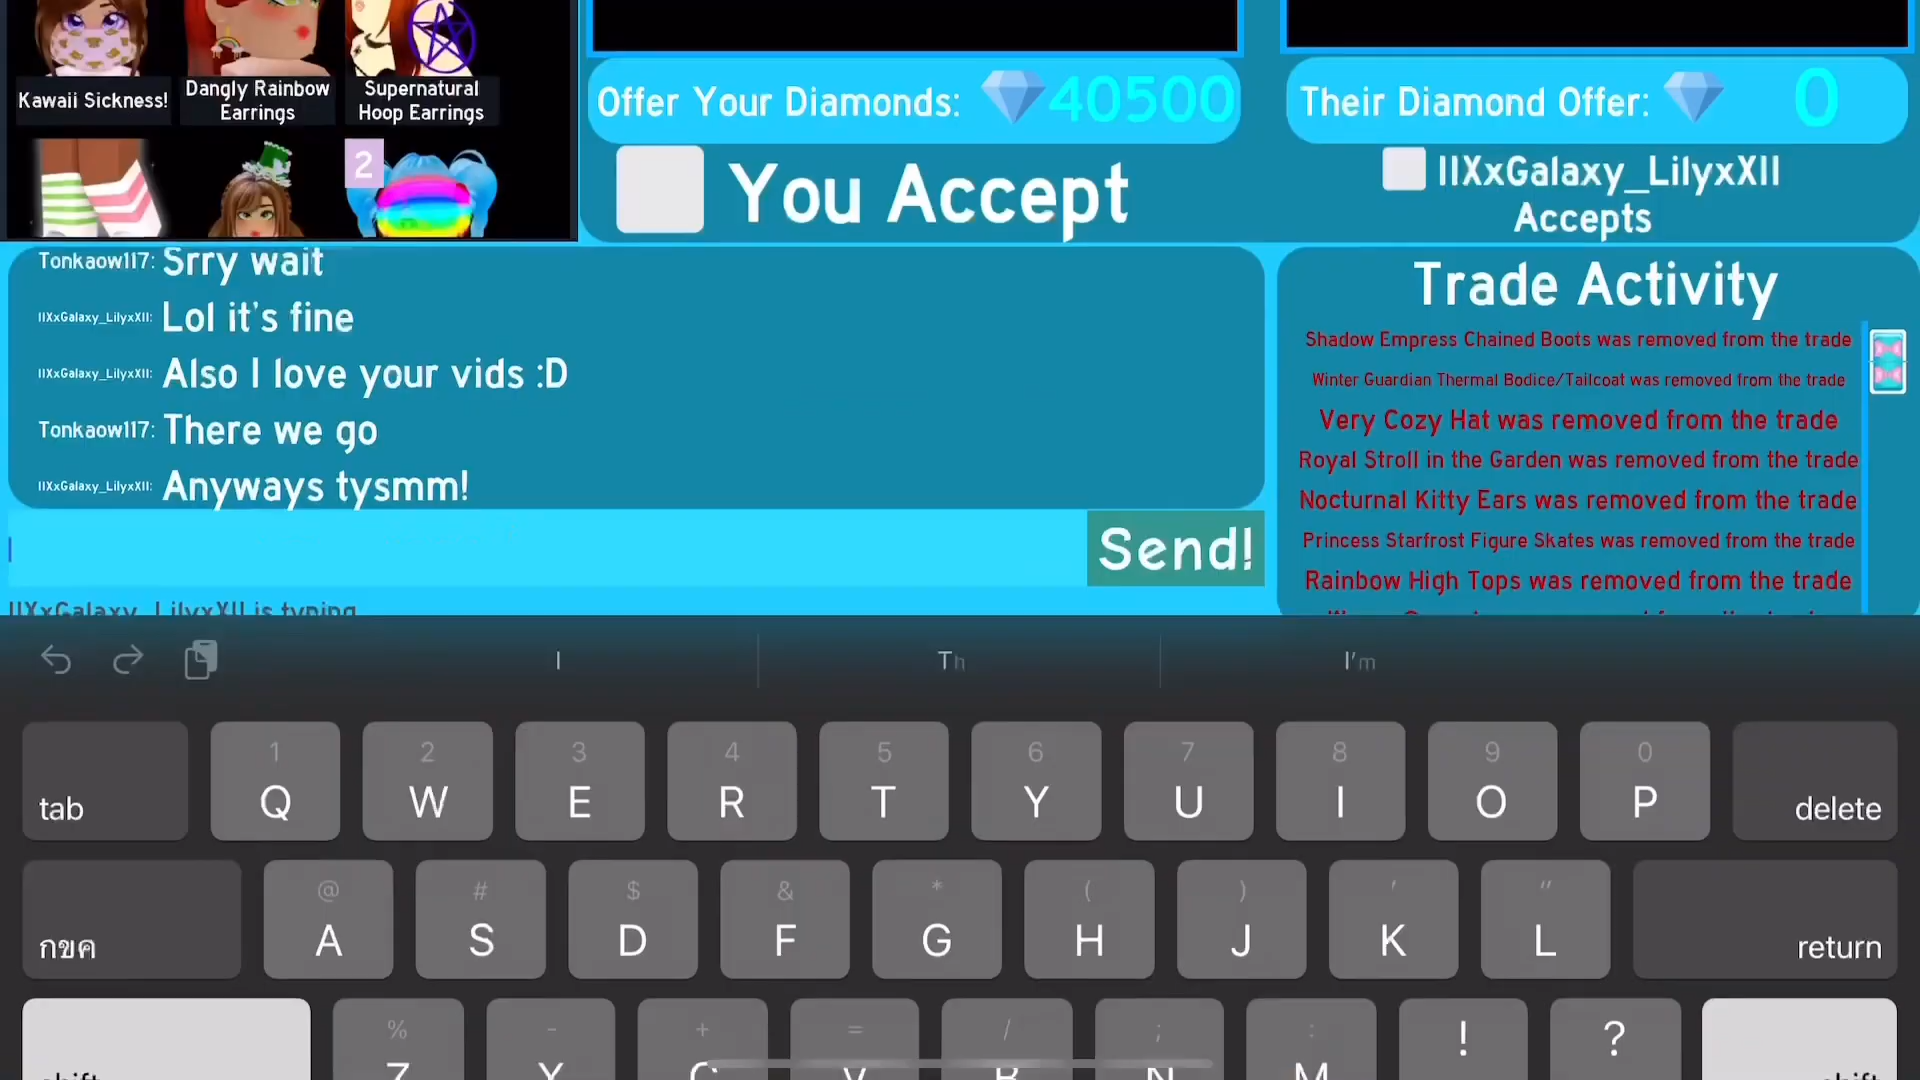 Kawaii Sickness!
Dangly Rainbow
Earrings
Supernatural
Hoop Earrings
2
Offer Your Diamonds: 40500
You Accept
Their Diamond Offer: 0
IIXxGalaxy_LilyxXII
Accepts
Tonkaow117: Srry wait
IIXxGalaxy_LilyxXII: Lol it's fine
IIXxGalaxy_LilyxXII: Also I love your vids :D
Tonkaow117: There we go
IIXxGalaxy_LilyxXII: Anyways tysmm!
Send!
IIXxGalaxy_LilyxXII is typing
Trade Activity
Shadow Empress Chained Boots was removed from the trade
Winter Guardian Thermal Bodice/Tailcoat was removed from the trade
Very Cozy Hat was removed from the trade
Royal Stroll in the Garden was removed from the trade
Nocturnal Kitty Ears was removed from the trade
Princess Starfrost Figure Skates was removed from the trade
Rainbow High Tops was removed from the trade
I Th I'm
1 2 3 4 5 6 7 8 9 0
tab Q W E R T Y U I O P delete
@ # $ & * ( ) ' "
กขค A S D F G H J K L return
% - + = / ; : ! ?
shift Z X C V B N M shift